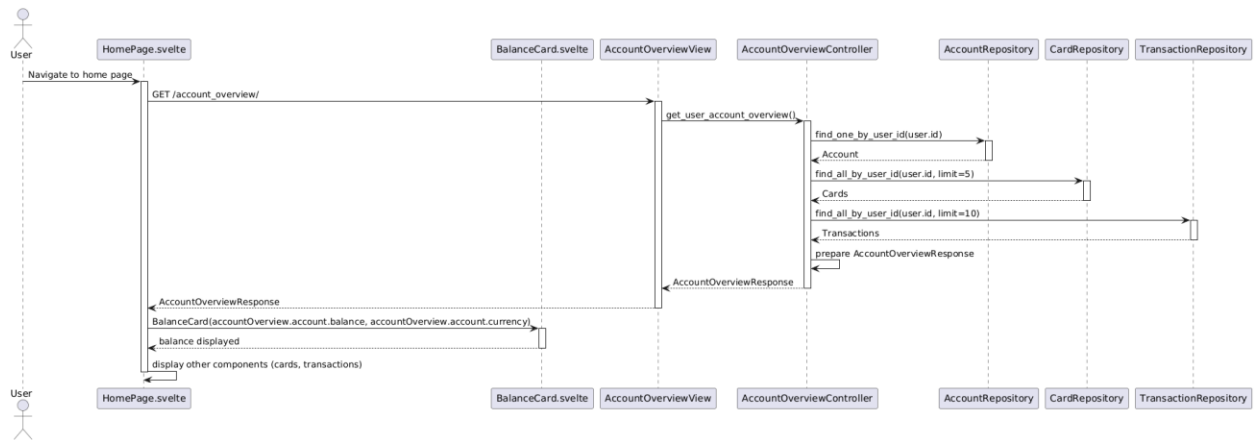 User
HomePage.svelte
BalanceCard.svelte
AccountOverviewView
AccountOverviewController
AccountRepository
CardRepository
TransactionRepository
Navigate to home page
GET /account_overview/
get_user_account_overview()
find_one_by_user_id(user.id)
Account
find_all_by_user_id(user.id, limit=5)
Cards
find_all_by_user_id(user.id, limit=10)
Transactions
prepare AccountOverviewResponse
AccountOverviewResponse
AccountOverviewResponse
BalanceCard(accountOverview.account.balance, accountOverview.account.currency)
balance displayed
display other components (cards, transactions)
User
HomePage.svelte
BalanceCard.svelte
AccountOverviewView
AccountOverviewController
AccountRepository
CardRepository
TransactionRepository